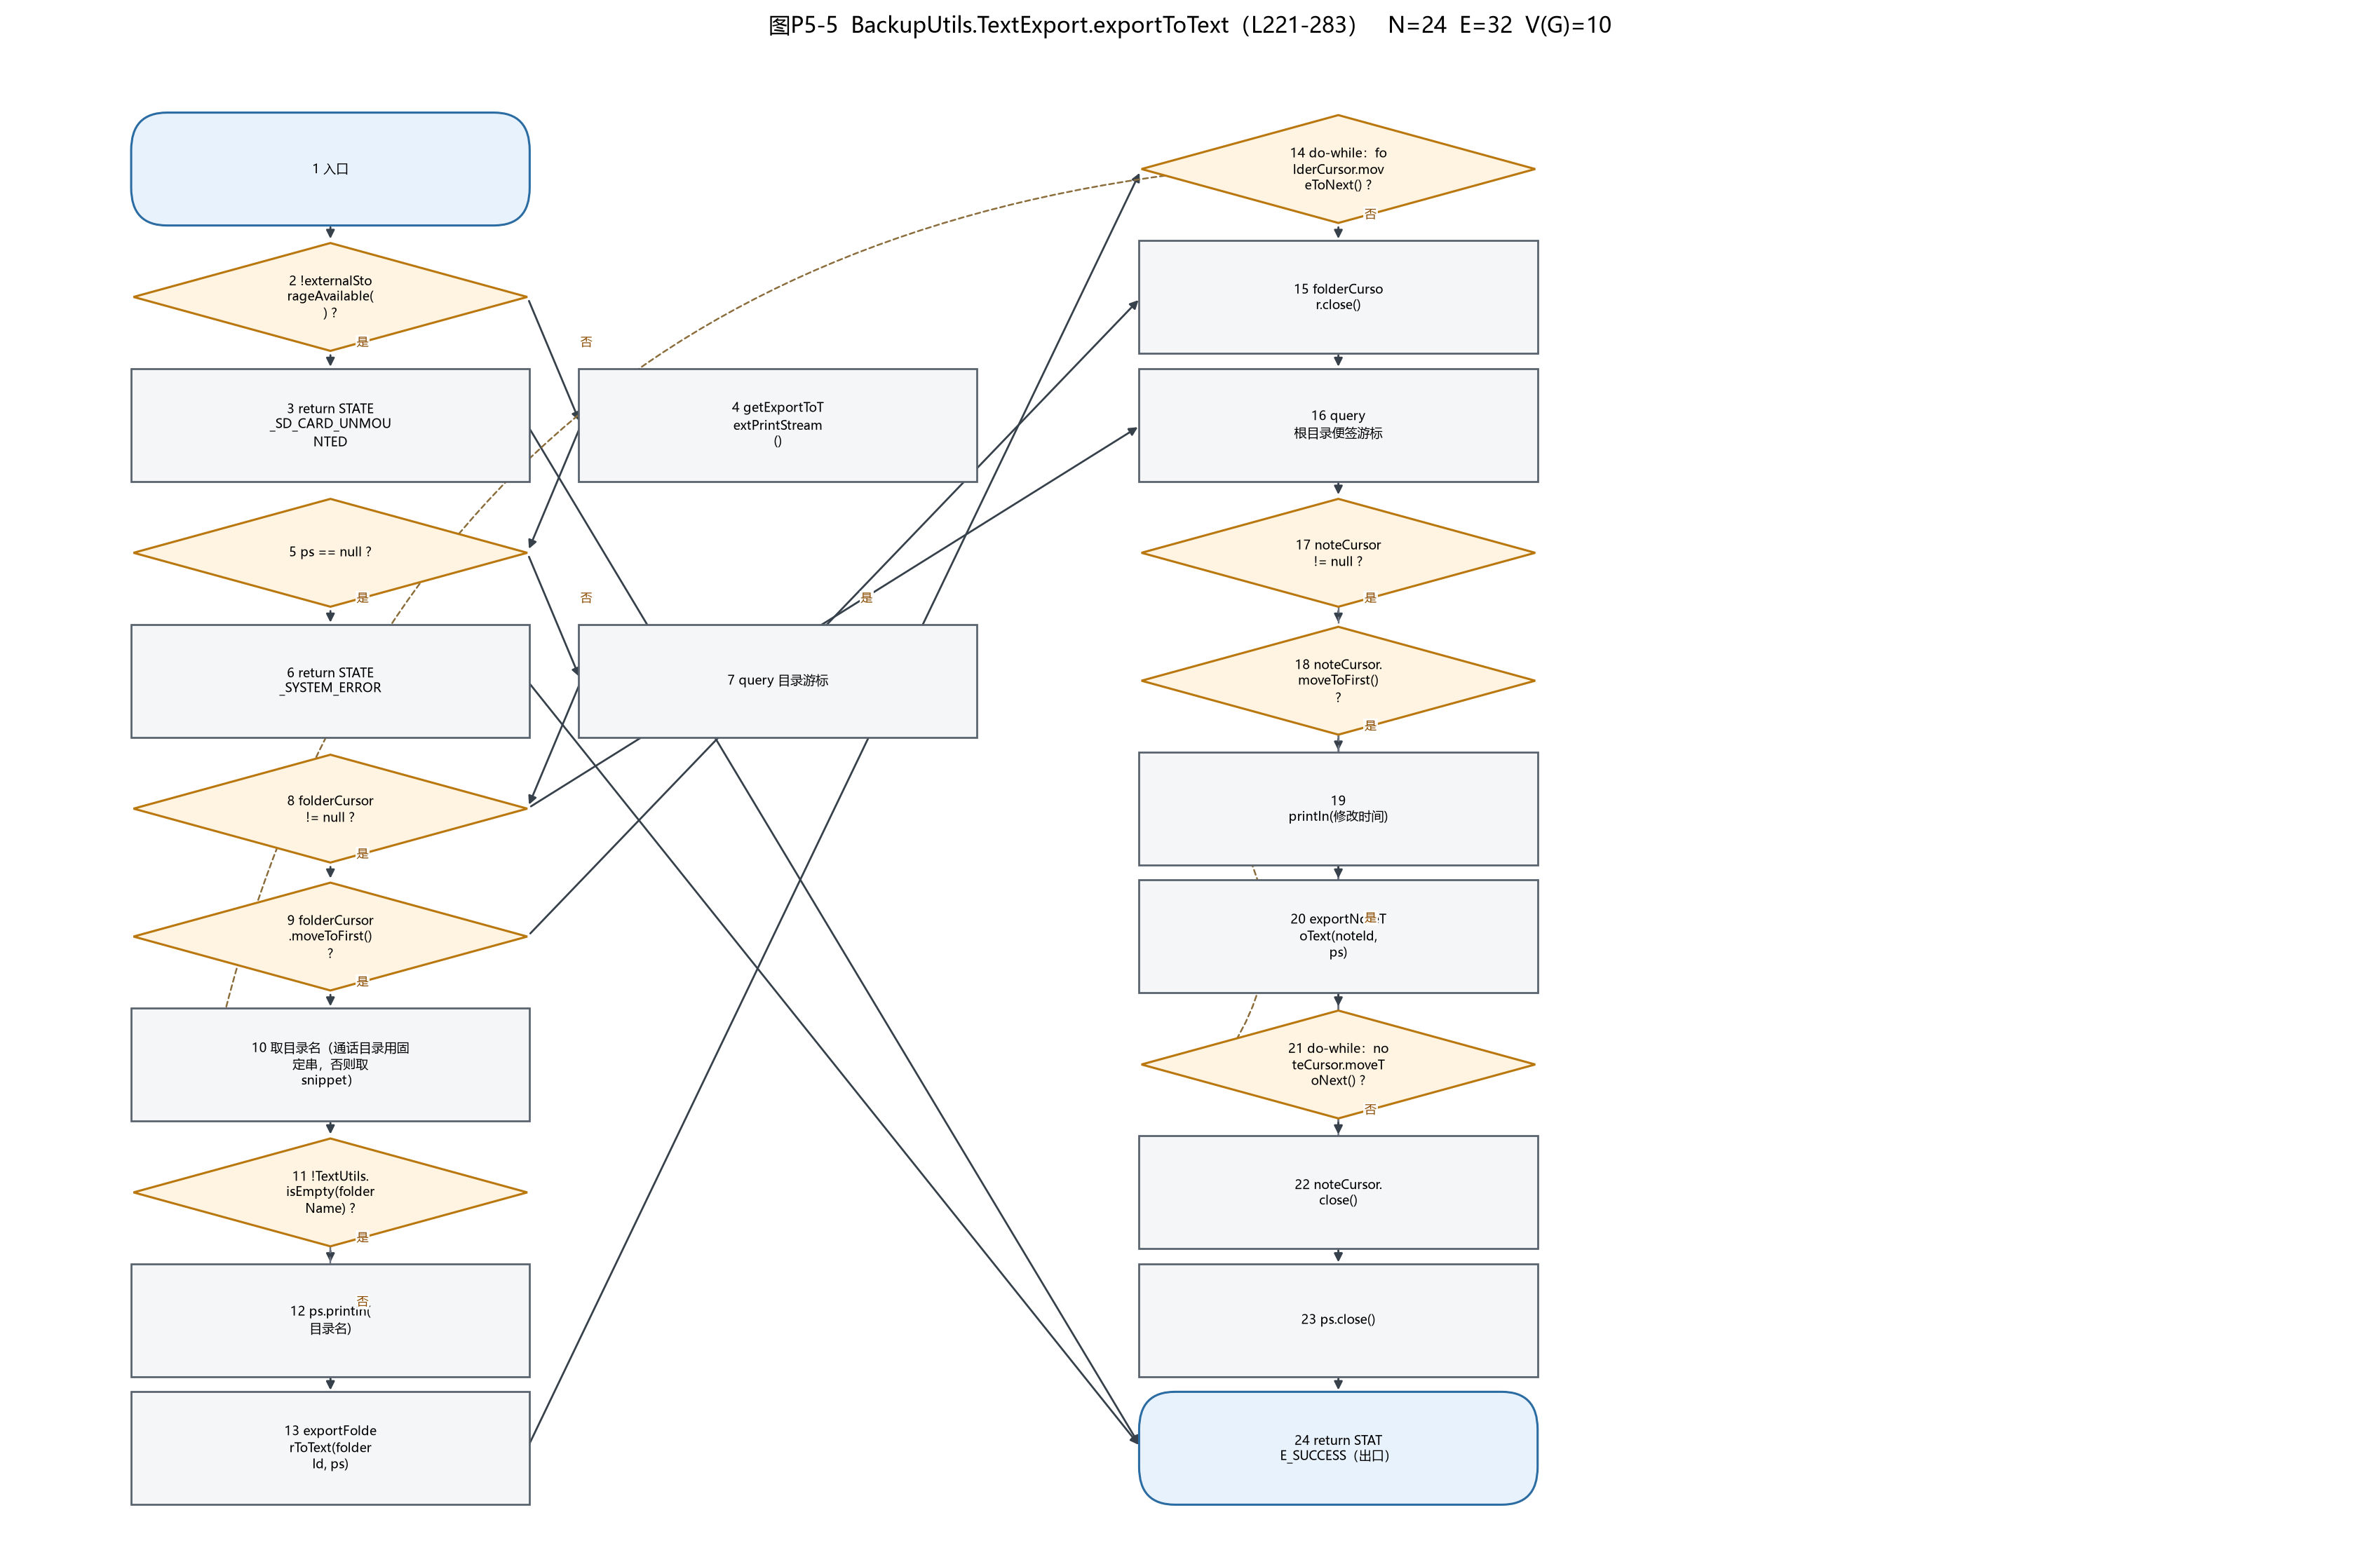 图P5-5 BackupUtils.TextExport.exportToText（L221-283） N=24 E=32 V(G)=10
1 入口
2 !externalSto
rageAvailable(
) ?
是
否
3 return STATE
_SD_CARD_UNMOU
NTED
4 getExportToT
extPrintStream
()
5 ps == null ?
是
否
6 return STATE
_SYSTEM_ERROR
7 query 目录游标
是
8 folderCursor
!= null ?
是
9 folderCursor
.moveToFirst()
?
是
10 取目录名（通话目录用固
定串，否则取
snippet）
11 !TextUtils.
isEmpty(folder
Name) ?
是
12 ps.println(
目录名)
否
13 exportFolde
rToText(folder
Id, ps)
14 do-while：fo
lderCursor.mov
eToNext() ?
否
15 folderCurso
r.close()
16 query
根目录便签游标
17 noteCursor
!= null ?
是
18 noteCursor.
moveToFirst()
?
是
19
println(修改时间)
20 exportNoteT
oText(noteId,
ps)
是
21 do-while：no
teCursor.moveT
oNext() ?
否
22 noteCursor.
close()
23 ps.close()
24 return STAT
E_SUCCESS（出口）